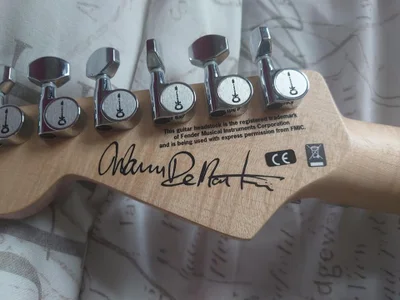 This guitar headstock is the registered trademark
of Fender Musical Instruments Corporation
and is being used with express permission from FMIC.
Warren DeMartini
CE